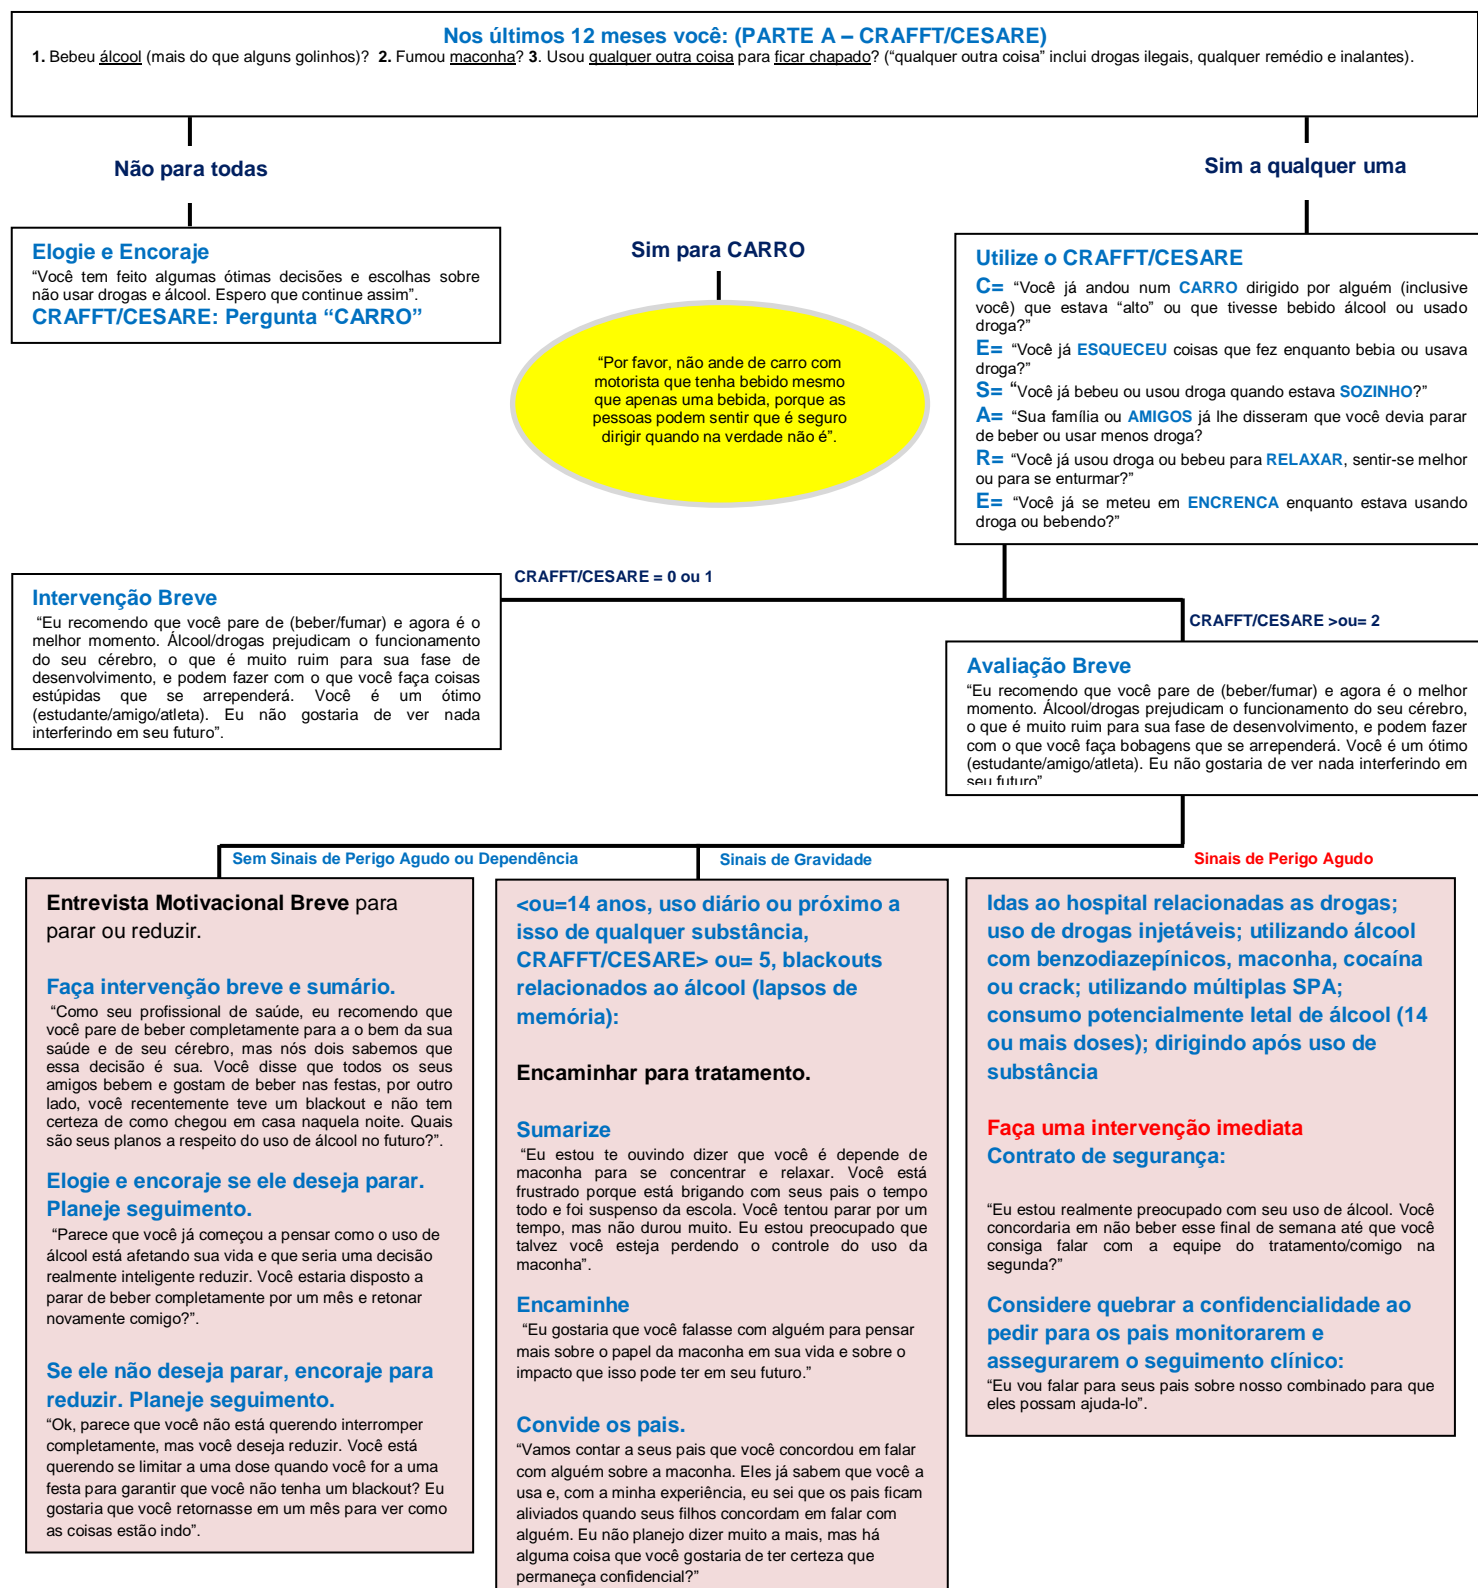 Nos últimos 12 meses você: (PARTE A – CRAFFT/CESARE)
1. Bebeu álcool (mais do que alguns golinhos)? 2. Fumou maconha? 3. Usou qualquer outra coisa para ficar chapado? (“qualquer outra coisa” inclui drogas ilegais, qualquer remédio e inalantes).
Não para todas
Sim a qualquer uma
Elogie e Encoraje
“Você tem feito algumas ótimas decisões e escolhas sobre
não usar drogas e álcool. Espero que continue assim”.
CRAFFT/CESARE: Pergunta “CARRO”
Sim para CARRO
“Por favor, não ande de carro com
motorista que tenha bebido mesmo
que apenas uma bebida, porque as
pessoas podem sentir que é seguro
dirigir quando na verdade não é”.
Utilize o CRAFFT/CESARE
C= “Você já andou num CARRO dirigido por alguém (inclusive
você) que estava “alto” ou que tivesse bebido álcool ou usado
droga?”
E= “Você já ESQUECEU coisas que fez enquanto bebia ou usava
droga?”
S= “Você já bebeu ou usou droga quando estava SOZINHO?”
A= “Sua família ou AMIGOS já lhe disseram que você devia parar
de beber ou usar menos droga?
R= “Você já usou droga ou bebeu para RELAXAR, sentir-se melhor
ou para se enturmar?”
E= “Você já se meteu em ENCRENCA enquanto estava usando
droga ou bebendo?”
CRAFFT/CESARE = 0 ou 1
Intervenção Breve
“Eu recomendo que você pare de (beber/fumar) e agora é o
melhor momento. Álcool/drogas prejudicam o funcionamento
do seu cérebro, o que é muito ruim para sua fase de
desenvolvimento, e podem fazer com o que você faça coisas
estúpidas que se arrependerá. Você é um ótimo
(estudante/amigo/atleta). Eu não gostaria de ver nada
interferindo em seu futuro”.
CRAFFT/CESARE >ou= 2
Avaliação Breve
“Eu recomendo que você pare de (beber/fumar) e agora é o melhor
momento. Álcool/drogas prejudicam o funcionamento do seu cérebro,
o que é muito ruim para sua fase de desenvolvimento, e podem fazer
com o que você faça bobagens que se arrependerá. Você é um ótimo
(estudante/amigo/atleta). Eu não gostaria de ver nada interferindo em
seu futuro”
Sem Sinais de Perigo Agudo ou Dependência
Sinais de Gravidade
Sinais de Perigo Agudo
Entrevista Motivacional Breve para
parar ou reduzir.
Faça intervenção breve e sumário.
“Como seu profissional de saúde, eu recomendo que
você pare de beber completamente para a o bem da sua
saúde e de seu cérebro, mas nós dois sabemos que
essa decisão é sua. Você disse que todos os seus
amigos bebem e gostam de beber nas festas, por outro
lado, você recentemente teve um blackout e não tem
certeza de como chegou em casa naquela noite. Quais
são seus planos a respeito do uso de álcool no futuro?”.
Elogie e encoraje se ele deseja parar.
Planeje seguimento.
“Parece que você já começou a pensar como o uso de
álcool está afetando sua vida e que seria uma decisão
realmente inteligente reduzir. Você estaria disposto a
parar de beber completamente por um mês e retonar
novamente comigo?”.
Se ele não deseja parar, encoraje para
reduzir. Planeje seguimento.
“Ok, parece que você não está querendo interromper
completamente, mas você deseja reduzir. Você está
querendo se limitar a uma dose quando você for a uma
festa para garantir que você não tenha um blackout? Eu
gostaria que você retornasse em um mês para ver como
as coisas estão indo”.
<ou=14 anos, uso diário ou próximo a
isso de qualquer substância,
CRAFFT/CESARE> ou= 5, blackouts
relacionados ao álcool (lapsos de
memória):
Encaminhar para tratamento.
Sumarize
“Eu estou te ouvindo dizer que você é depende de
maconha para se concentrar e relaxar. Você está
frustrado porque está brigando com seus pais o tempo
todo e foi suspenso da escola. Você tentou parar por um
tempo, mas não durou muito. Eu estou preocupado que
talvez você esteja perdendo o controle do uso da
maconha”.
Encaminhe
“Eu gostaria que você falasse com alguém para pensar
mais sobre o papel da maconha em sua vida e sobre o
impacto que isso pode ter em seu futuro.”
Convide os pais.
“Vamos contar a seus pais que você concordou em falar
com alguém sobre a maconha. Eles já sabem que você a
usa e, com a minha experiência, eu sei que os pais ficam
aliviados quando seus filhos concordam em falar com
alguém. Eu não planejo dizer muito a mais, mas há
alguma coisa que você gostaria de ter certeza que
permaneça confidencial?”
Idas ao hospital relacionadas as drogas;
uso de drogas injetáveis; utilizando álcool
com benzodiazepínicos, maconha, cocaína
ou crack; utilizando múltiplas SPA;
consumo potencialmente letal de álcool (14
ou mais doses); dirigindo após uso de
substância
Faça uma intervenção imediata
Contrato de segurança:
“Eu estou realmente preocupado com seu uso de álcool. Você
concordaria em não beber esse final de semana até que você
consiga falar com a equipe do tratamento/comigo na
segunda?”
Considere quebrar a confidencialidade ao
pedir para os pais monitorarem e
assegurarem o seguimento clínico:
“Eu vou falar para seus pais sobre nosso combinado para que
eles possam ajuda-lo”.